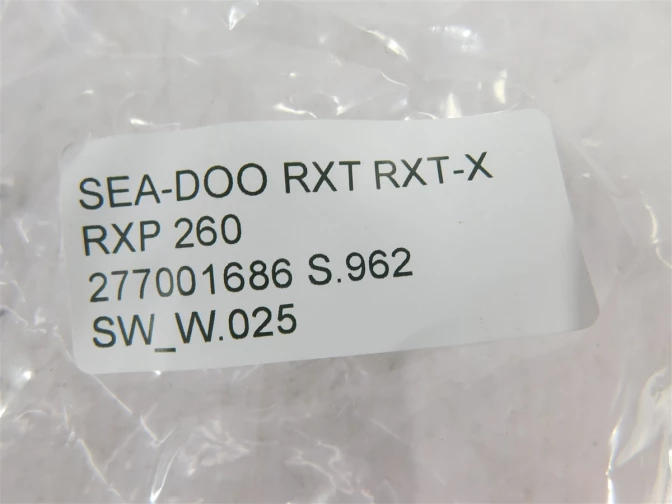 SEA-DOO RXT RXT-X
RXP 260
277001686 S.962
SW_W.025